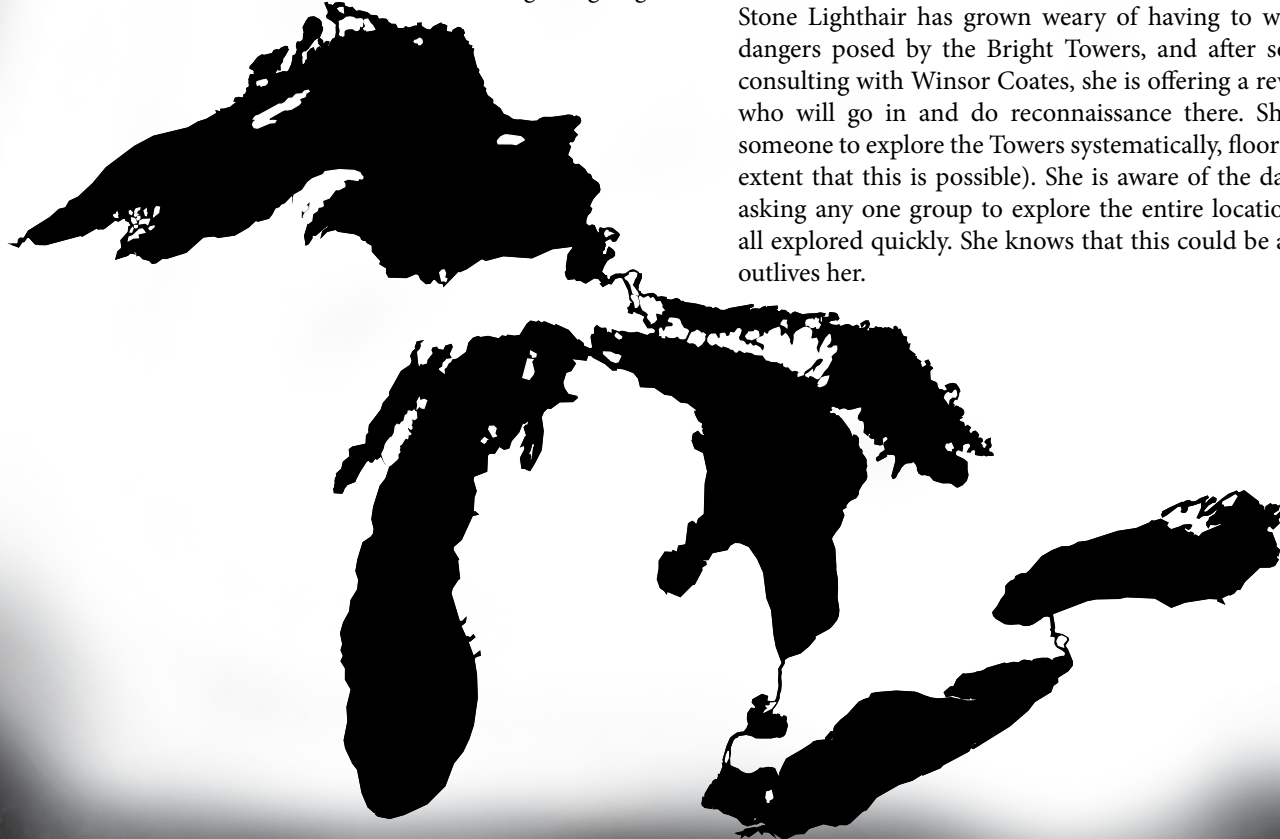 Stone Lighthair has grown weary of having to w
dangers posed by the Bright Towers, and after s
consulting with Winsor Coates, she is offering a re
who will go in and do reconnaissance there. Sh
someone to explore the Towers systematically, floor
extent that this is possible). She is aware of the da
asking any one group to explore the entire locatio
all explored quickly. She knows that this could be a
outlives her.